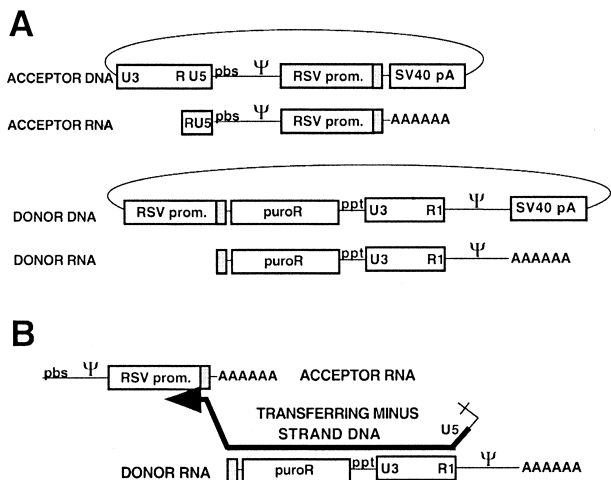 A
ACCEPTOR DNA U3 R U5 pbs Ψ RSV prom. SV40 pA
ACCEPTOR RNA RU5 pbs Ψ RSV prom. AAAAAA
DONOR DNA RSV prom. puroR ppt U3 R1 Ψ SV40 pA
DONOR RNA puroR ppt U3 R1 Ψ AAAAAA
B
pbs Ψ RSV prom. AAAAAA ACCEPTOR RNA
TRANSFERRING MINUS
STRAND DNA U5
DONOR RNA puroR ppt U3 R1 Ψ AAAAAA